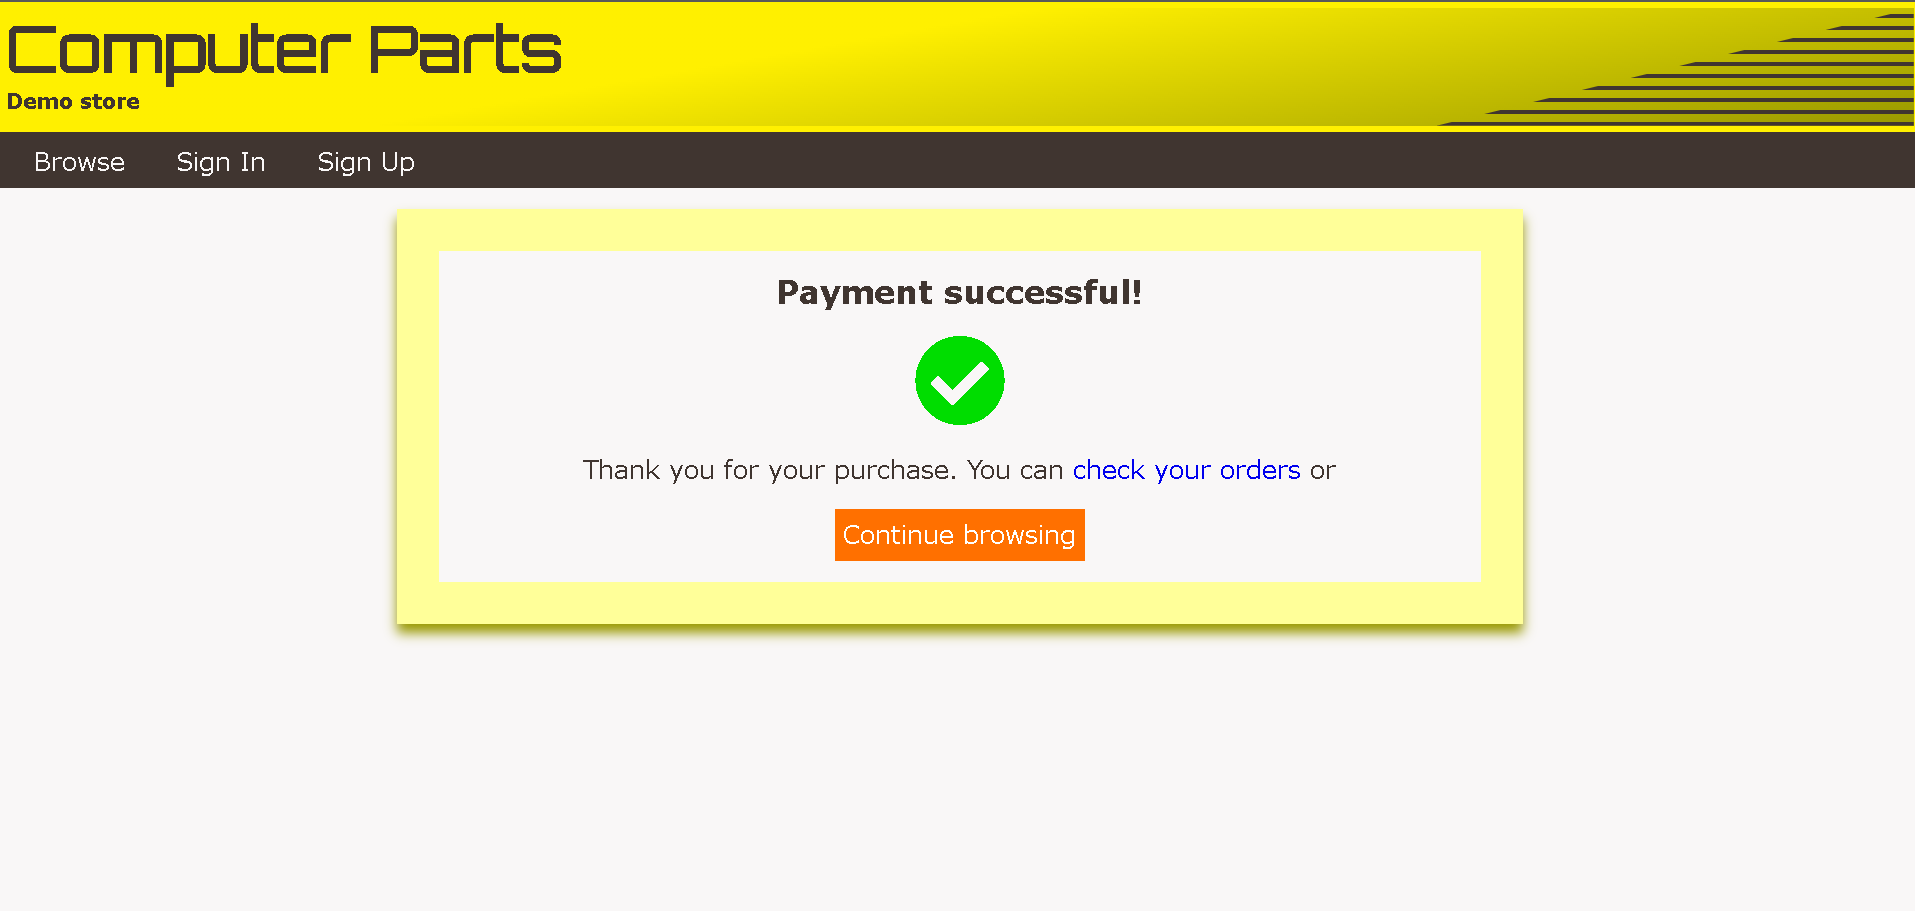 Computer Parts
Demo store
Browse Sign In Sign Up
Payment successful!
Thank you for your purchase. You can check your orders or
Continue browsing